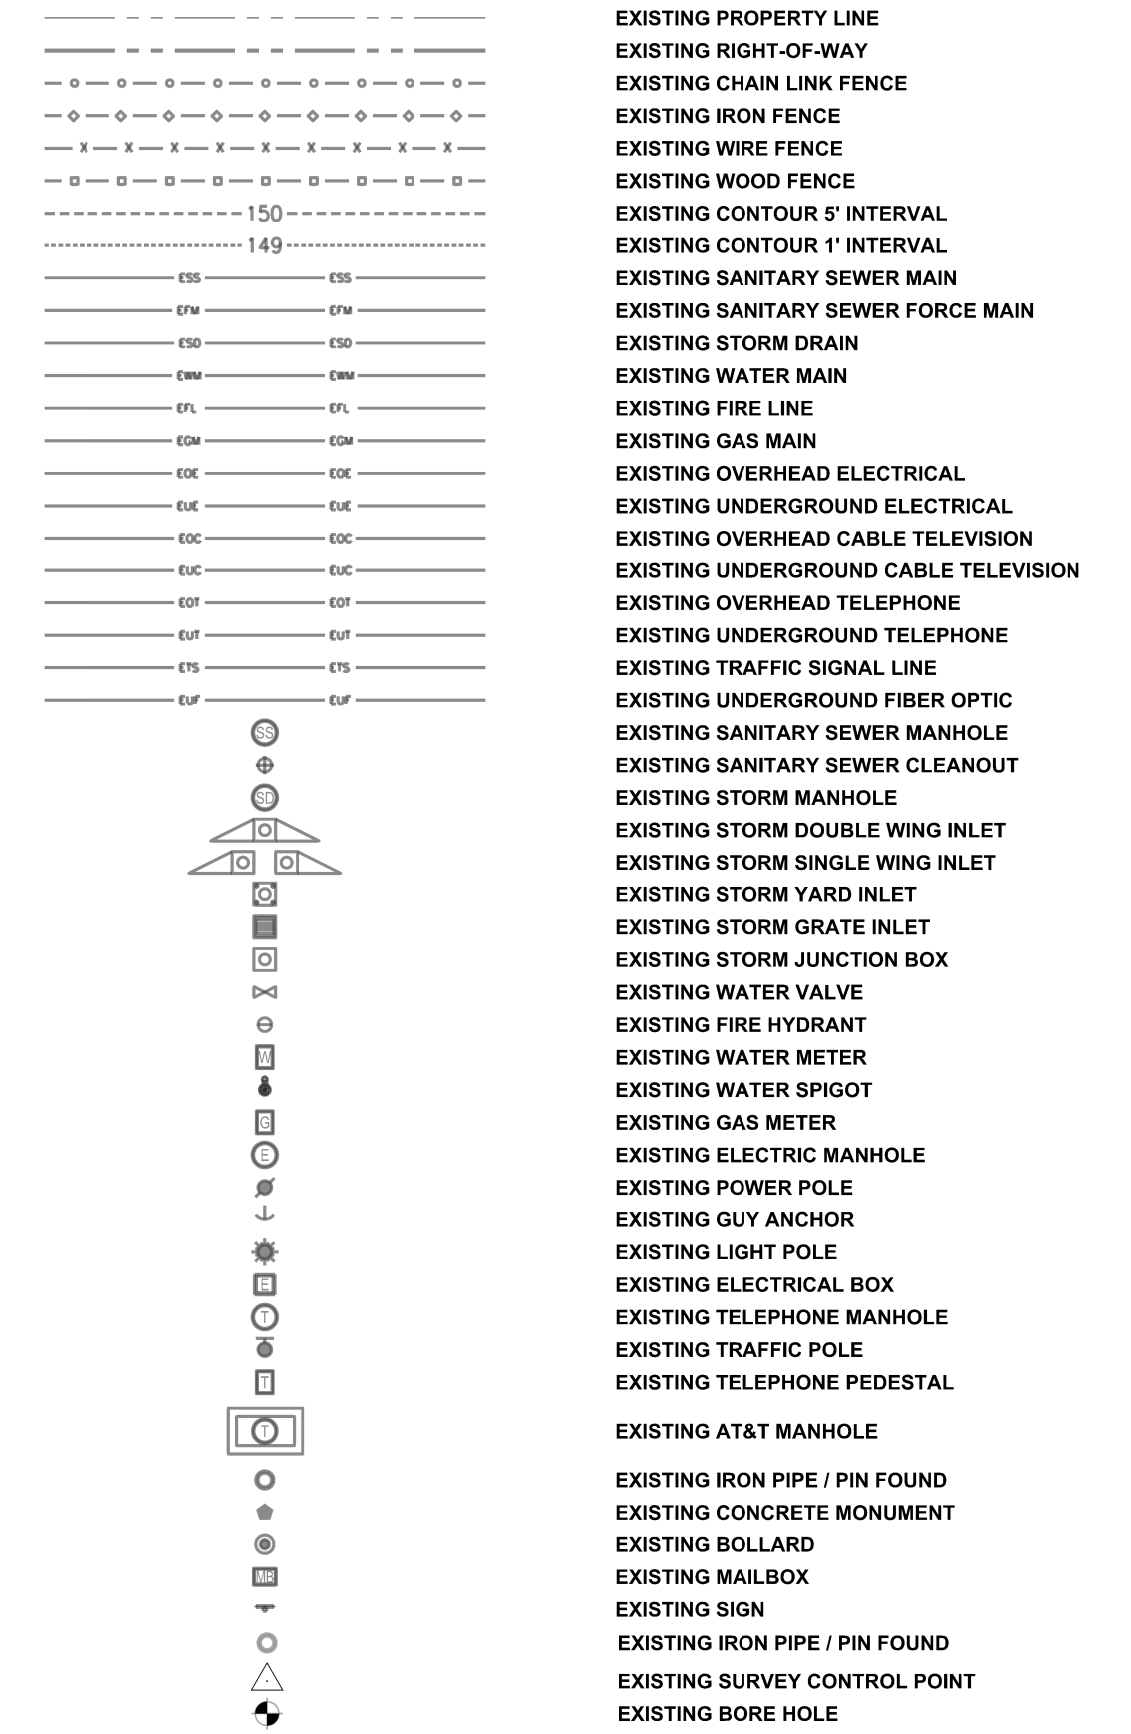 EXISTING PROPERTY LINE
EXISTING RIGHT-OF-WAY
EXISTING CHAIN LINK FENCE
EXISTING IRON FENCE
X X X X X X X X X EXISTING WIRE FENCE
EXISTING WOOD FENCE
150 EXISTING CONTOUR 5' INTERVAL
149 EXISTING CONTOUR 1' INTERVAL
ESS ESS EXISTING SANITARY SEWER MAIN
EFM EFM EXISTING SANITARY SEWER FORCE MAIN
ESD ESD EXISTING STORM DRAIN
EWM EWM EXISTING WATER MAIN
EFL EFL EXISTING FIRE LINE
EGM EGM EXISTING GAS MAIN
EOE EOE EXISTING OVERHEAD ELECTRICAL
EUE EUE EXISTING UNDERGROUND ELECTRICAL
EOC EOC EXISTING OVERHEAD CABLE TELEVISION
EUC EUC EXISTING UNDERGROUND CABLE TELEVISION
EOT EOT EXISTING OVERHEAD TELEPHONE
EUT EUT EXISTING UNDERGROUND TELEPHONE
ETS ETS EXISTING TRAFFIC SIGNAL LINE
EUF EUF EXISTING UNDERGROUND FIBER OPTIC
SS EXISTING SANITARY SEWER MANHOLE
EXISTING SANITARY SEWER CLEANOUT
SD EXISTING STORM MANHOLE
EXISTING STORM DOUBLE WING INLET
EXISTING STORM SINGLE WING INLET
EXISTING STORM YARD INLET
EXISTING STORM GRATE INLET
EXISTING STORM JUNCTION BOX
EXISTING WATER VALVE
EXISTING FIRE HYDRANT
W EXISTING WATER METER
EXISTING WATER SPIGOT
G EXISTING GAS METER
E EXISTING ELECTRIC MANHOLE
EXISTING POWER POLE
EXISTING GUY ANCHOR
EXISTING LIGHT POLE
E EXISTING ELECTRICAL BOX
T EXISTING TELEPHONE MANHOLE
EXISTING TRAFFIC POLE
T EXISTING TELEPHONE PEDESTAL
T EXISTING AT&T MANHOLE
EXISTING IRON PIPE / PIN FOUND
EXISTING CONCRETE MONUMENT
EXISTING BOLLARD
MB EXISTING MAILBOX
EXISTING SIGN
EXISTING IRON PIPE / PIN FOUND
EXISTING SURVEY CONTROL POINT
EXISTING BORE HOLE